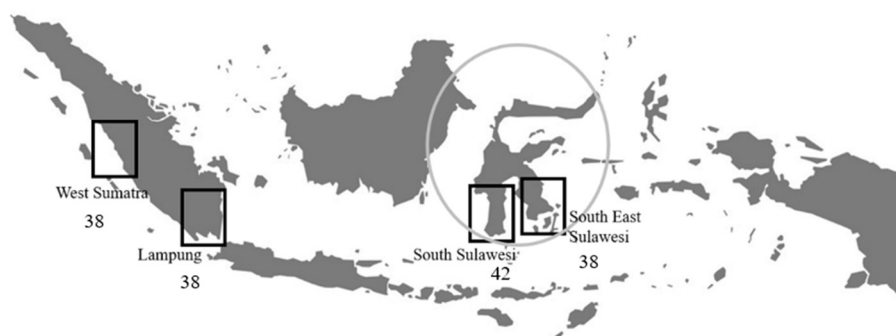 West Sumatra
38
Lampung
38
South Sulawesi
42
South East
Sulawesi
38